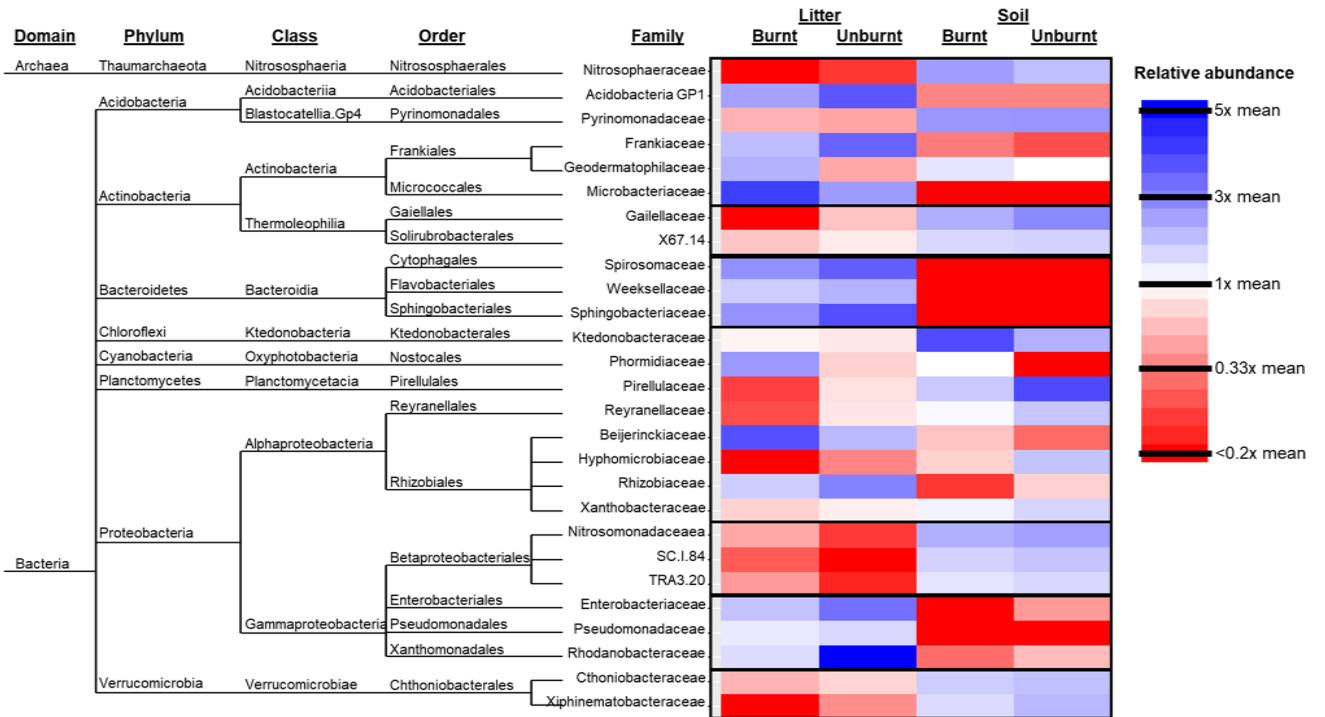 Litter Soil
Domain Phylum Class Order Family Burnt Unburnt Burnt Unburnt
Archaea Thaumarchaeota Nitrososphaeria Nitrososphaerales Nitrosophaeraceae
Relative abundance
Acidobacteria Acidobacteriia Acidobacteriales Acidobacteria GP1
Blastocatellia.Gp4 Pyrinomonadales Pyrinomonadaceae
5x mean
Actinobacteria Actinobacteria Frankiales Frankiaceae
Geodermatophilaceae
Micrococcales Microbacteriaceae
3x mean
Thermoleophilia Gaiellales Gailellaceae
Solirubrobacterales X67.14
Bacteroidetes Bacteroidia Cytophagales Spirosomaceae
Flavobacteriales Weeksellaceae
1x mean
Sphingobacteriales Sphingobacteriaceae
Chloroflexi Ktedonobacteria Ktedonobacterales Ktedonobacteraceae
Cyanobacteria Oxyphotobacteria Nostocales Phormidiaceae
0.33x mean
Planctomycetes Planctomycetacia Pirellulales Pirellulaceae
Proteobacteria Alphaproteobacteria Reyranellales Reyranellaceae
Rhizobiales Beijerinckiaceae
Hyphomicrobiaceae
<0.2x mean
Rhizobiaceae
Xanthobacteraceae
Gammaproteobacteria Betaproteobacteriales Nitrosomonadaceaea
SC.I.84
Bacteria
TRA3.20
Enterobacteriales Enterobacteriaceae
Pseudomonadales Pseudomonadaceae
Xanthomonadales Rhodanobacteraceae
Verrucomicrobia Verrucomicrobiae Chthoniobacterales Cthoniobacteraceae
Xiphinematobacteraceae